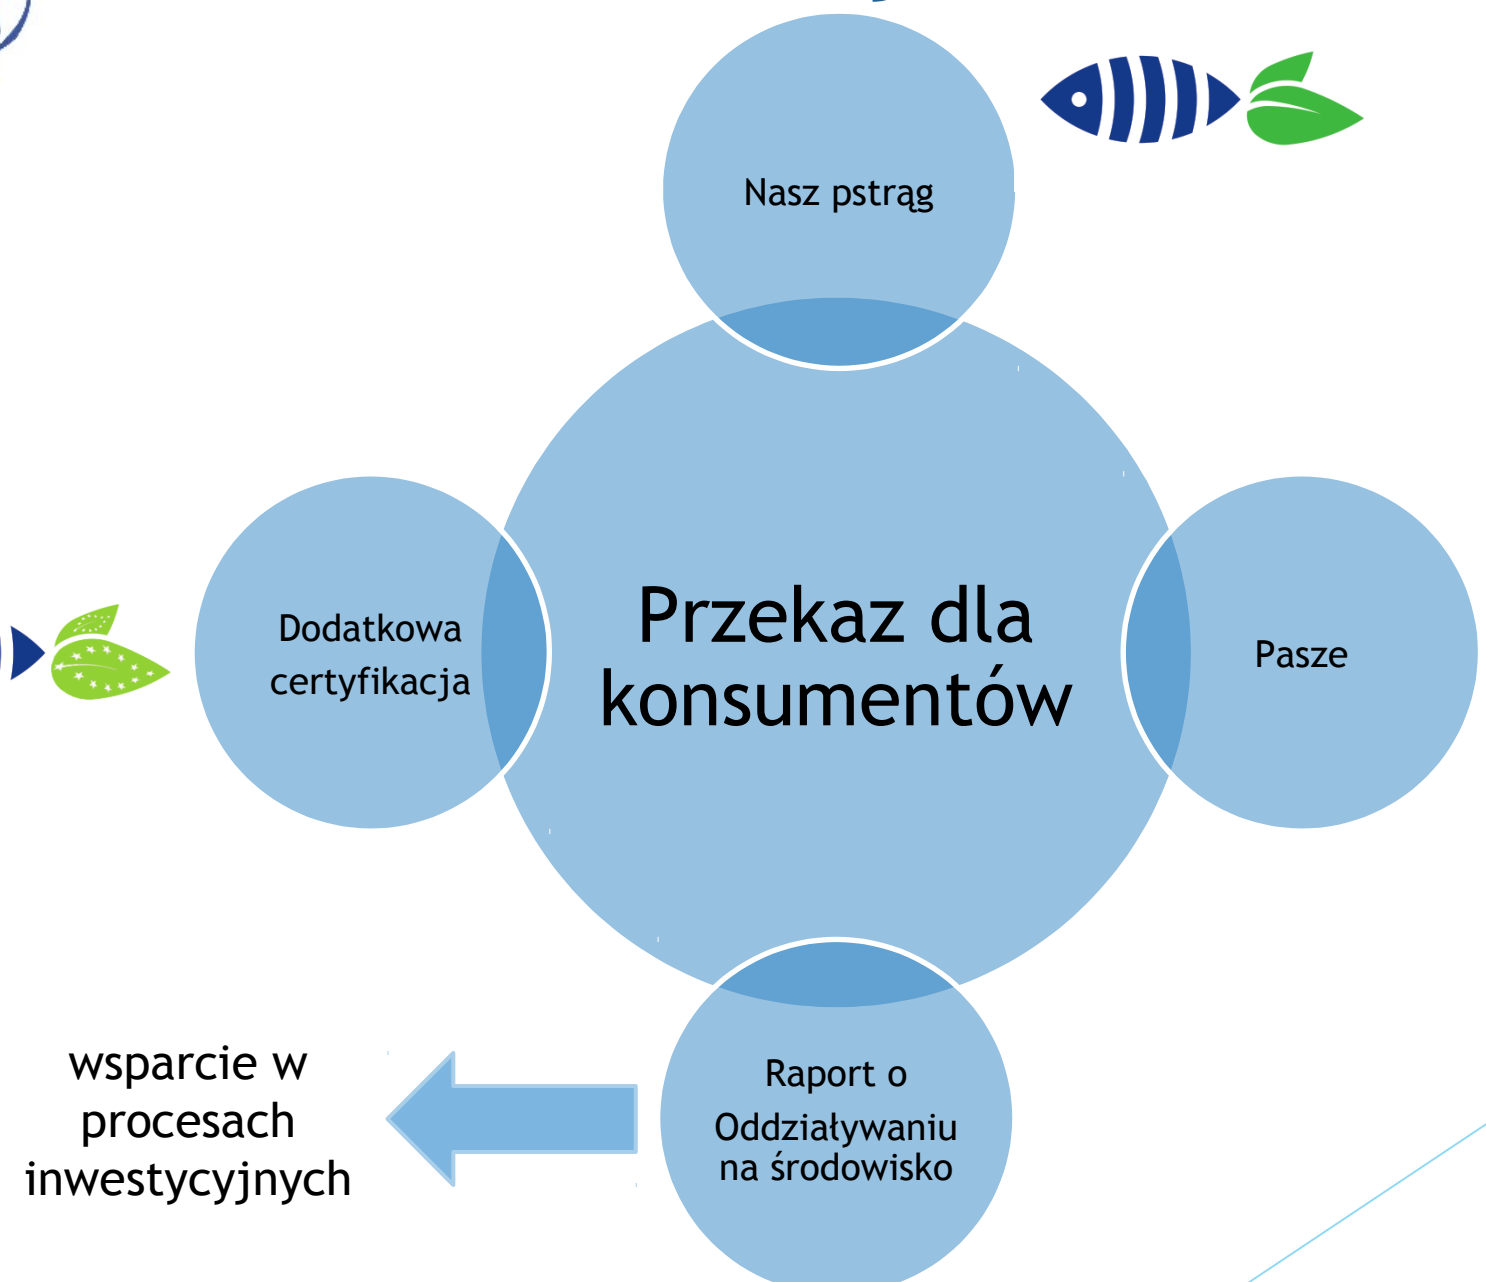 Nasz pstrąg
Dodatkowa
certyfikacja
Przekaz dla
konsumentów
Pasze
Raport o
Oddziaływaniu
na środowisko
wsparcie w
procesach
inwestycyjnych